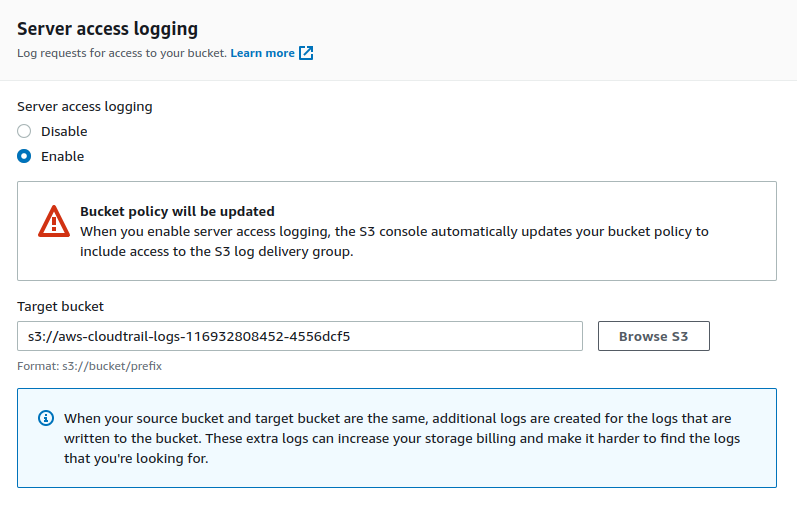 Server access logging
Log requests for access to your bucket. Learn more
Server access logging
Disable
Enable
Bucket policy will be updated
When you enable server access logging, the S3 console automatically updates your bucket policy to
include access to the S3 log delivery group.
Target bucket
s3://aws-cloudtrail-logs-116932808452-4556dcf5
Browse S3
Format: s3://bucket/prefix
When your source bucket and target bucket are the same, additional logs are created for the logs that are
written to the bucket. These extra logs can increase your storage billing and make it harder to find the logs
that you're looking for.